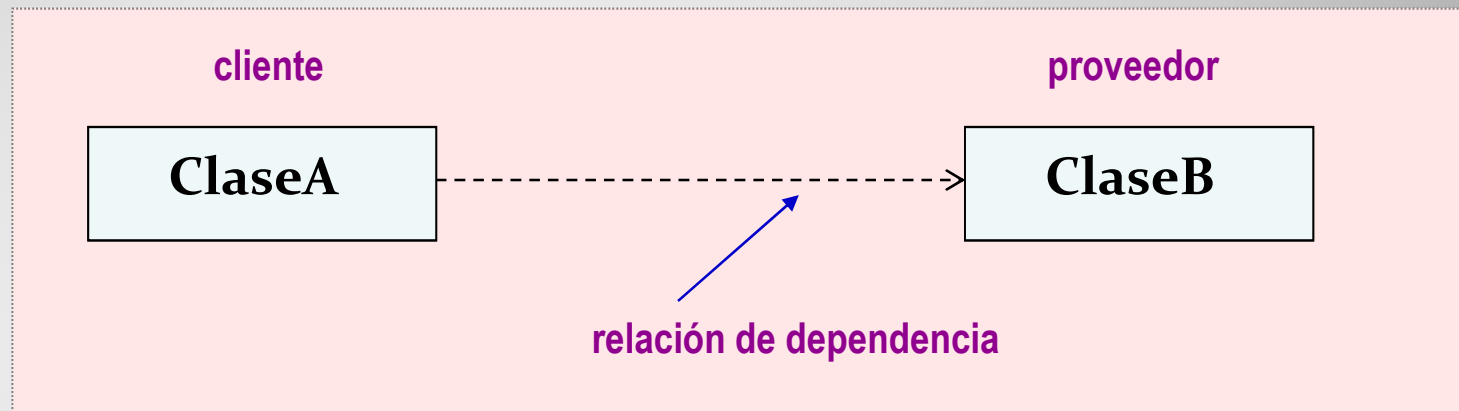 cliente
proveedor
ClaseA
ClaseB
relación de dependencia